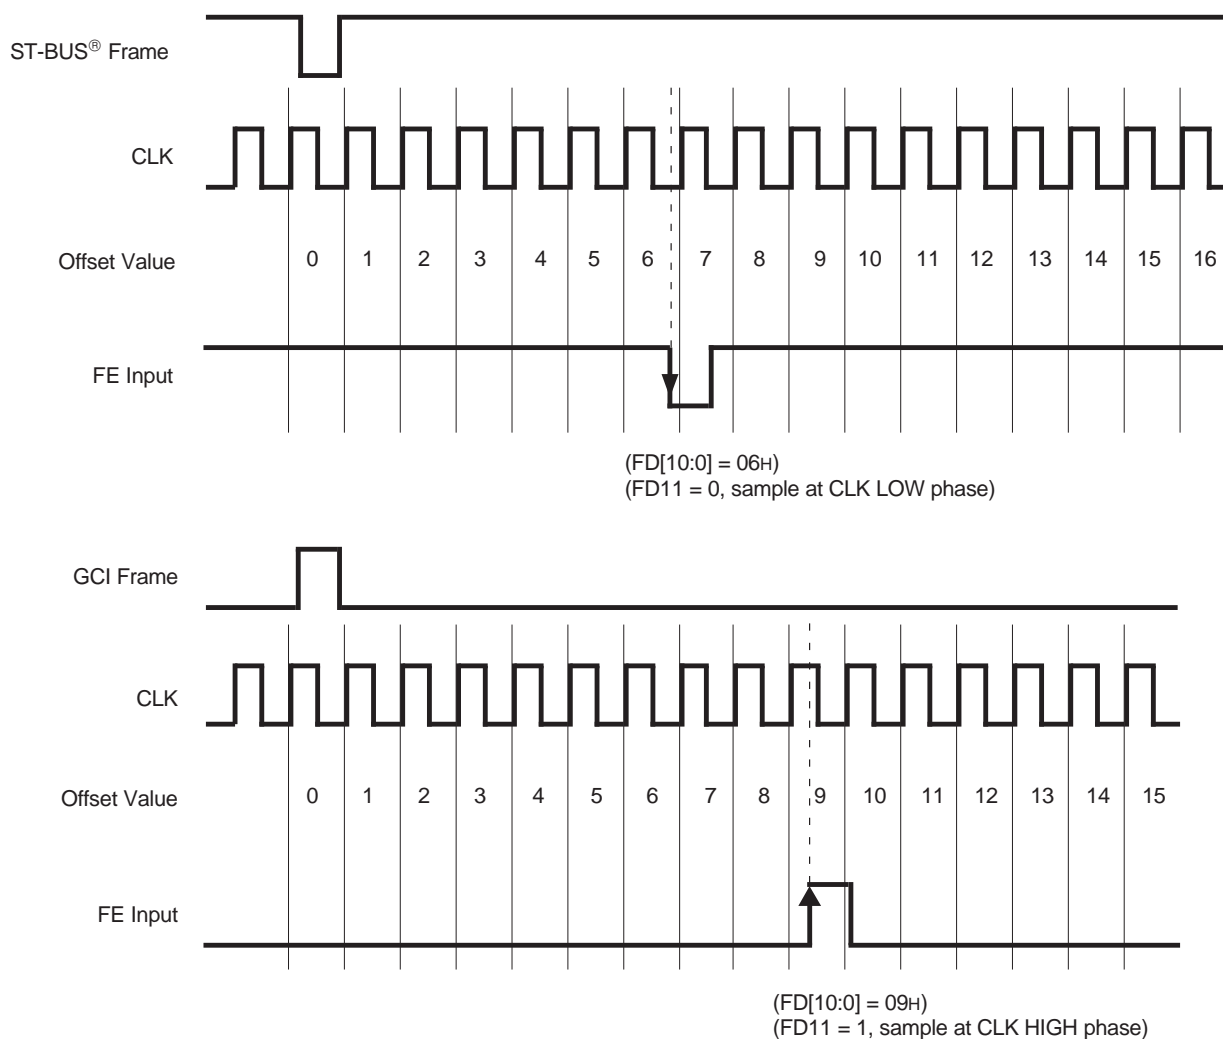 ST-BUS® Frame
CLK
Offset Value 0 1 2 3 4 5 6 7 8 9 10 11 12 13 14 15 16
FE Input
(FD[10:0] = 06H)
(FD11 = 0, sample at CLK LOW phase)
GCI Frame
CLK
Offset Value 0 1 2 3 4 5 6 7 8 9 10 11 12 13 14 15
FE Input
(FD[10:0] = 09H)
(FD11 = 1, sample at CLK HIGH phase)